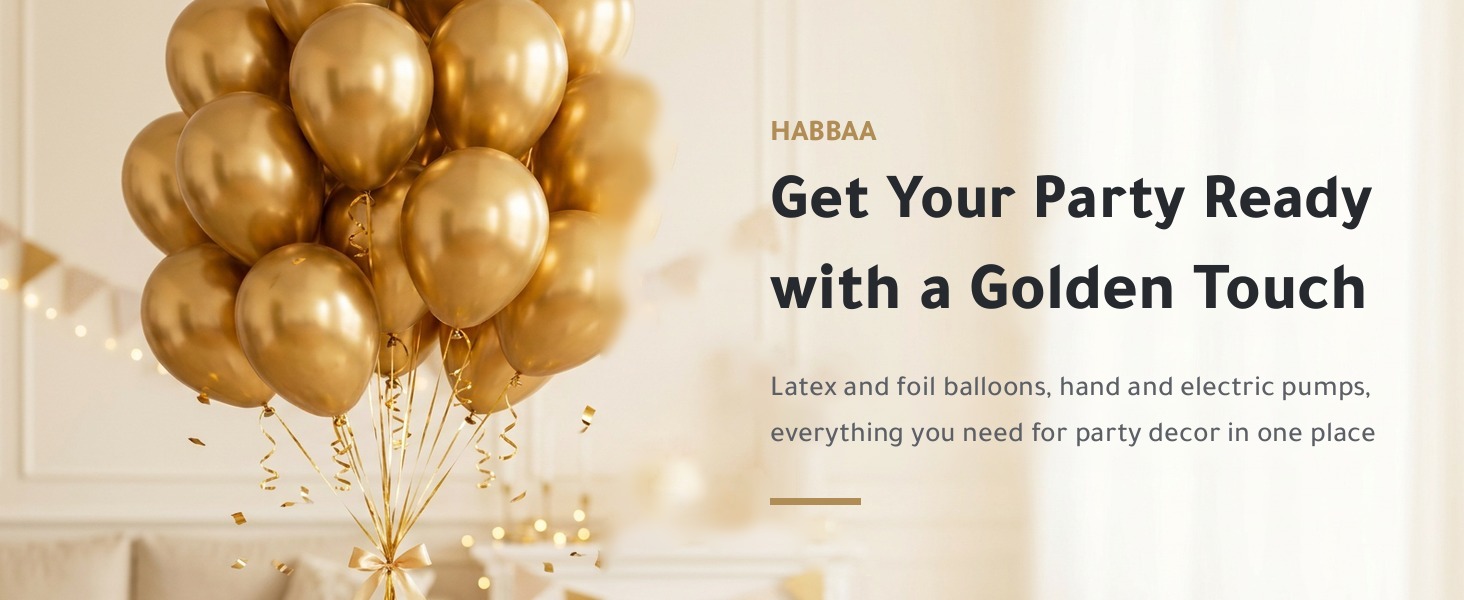 HABBAA
Get Your Party Ready
with a Golden Touch
Latex and foil balloons, hand and electric pumps,
everything you need for party decor in one place